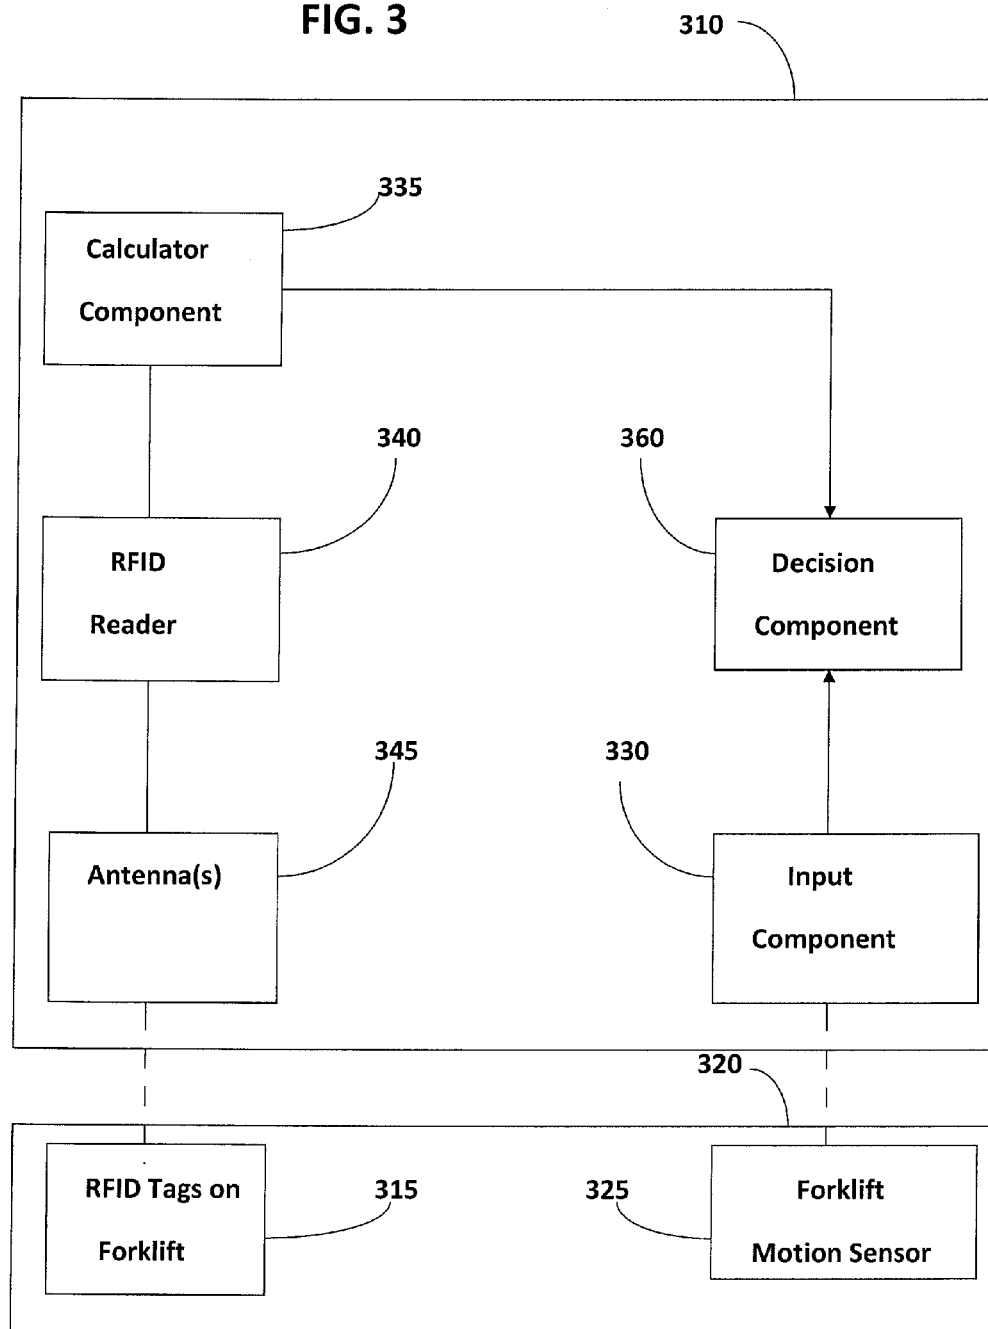 FIG. 3
310
335
Calculator
Component
340
360
RFID
Reader
Decision
Component
345
330
Antenna(s)
Input
Component
320
RFID Tags on
Forklift
315
325
Forklift
Motion Sensor